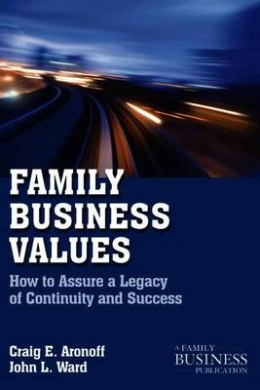 FAMILY
BUSINESS
VALUES
How to Assure a Legacy
of Continuity and Success
Craig E. Aronoff
John L. Ward
A FAMILY
BUSINESS
PUBLICATION